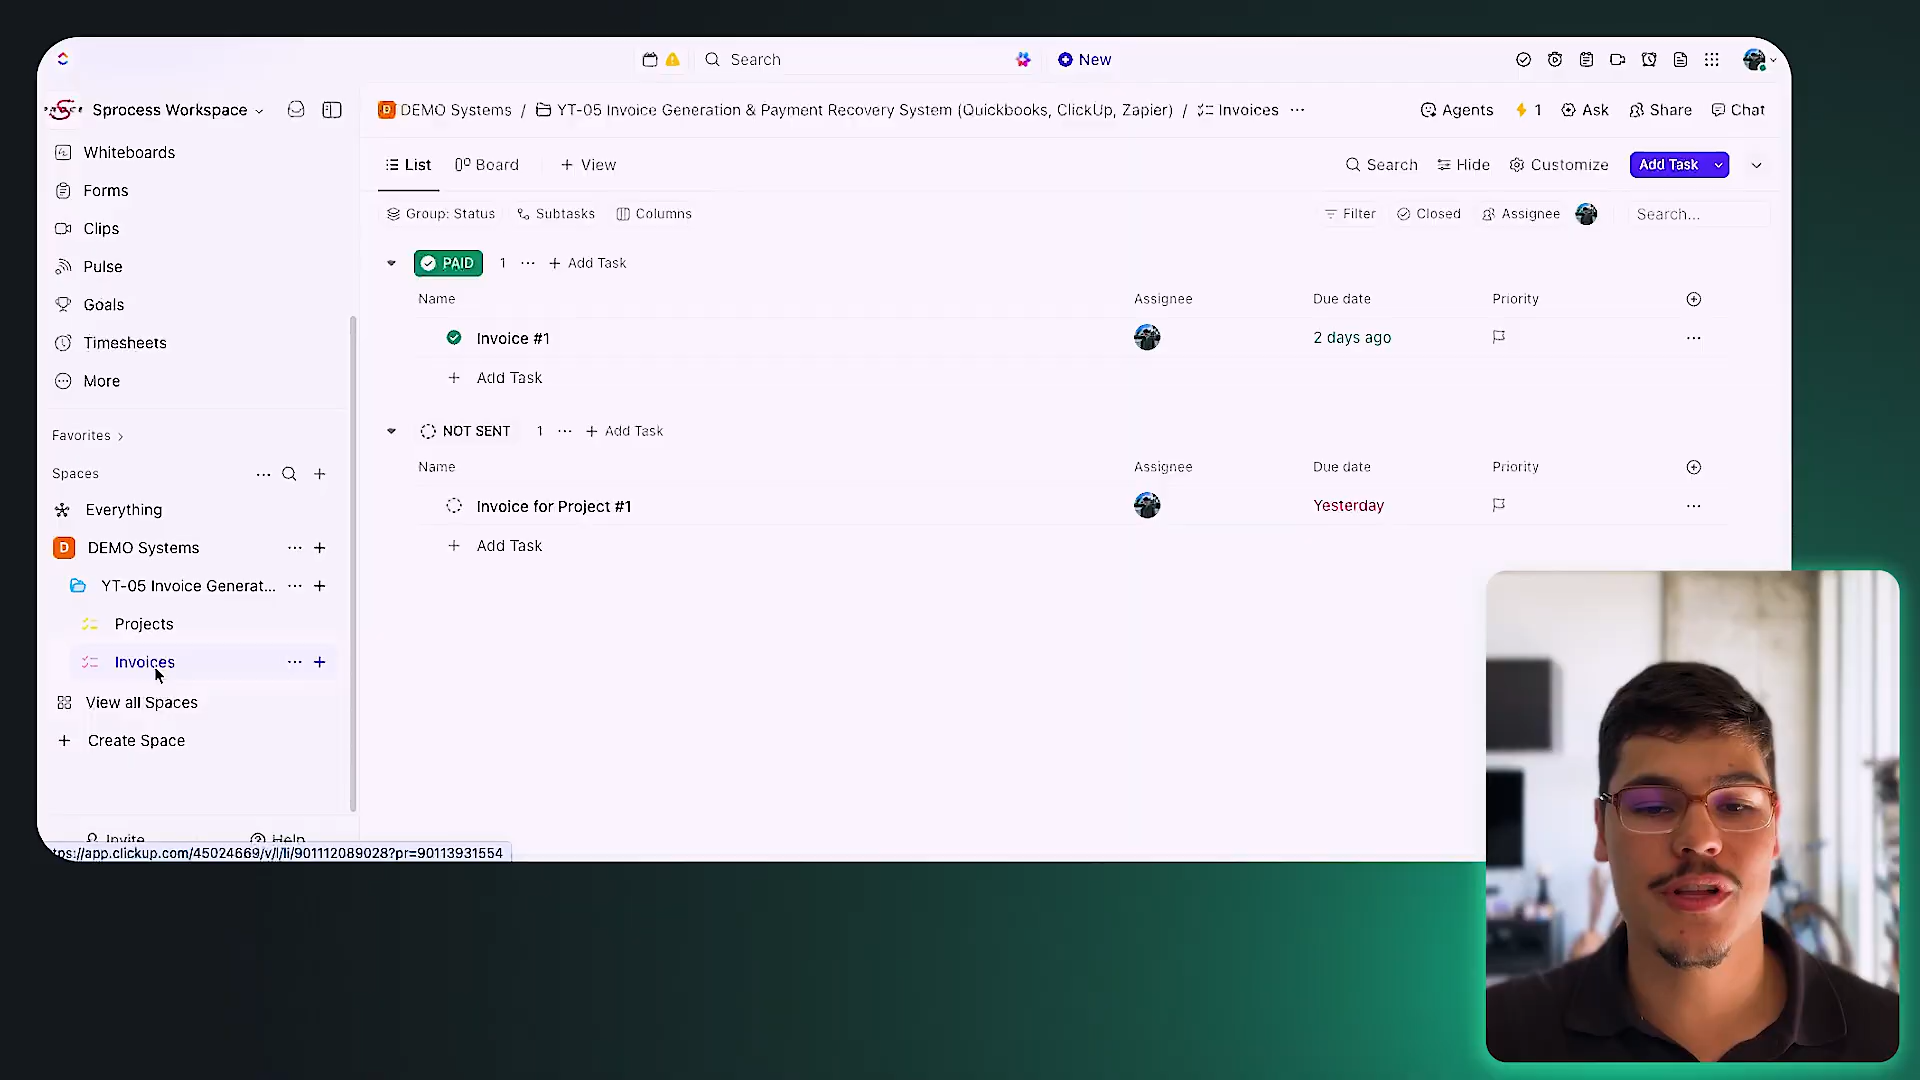 Search
New
Sprocess Workspace
DEMO Systems / YT-05 Invoice Generation & Payment Recovery System (Quickbooks, ClickUp, Zapier) / Invoices ...
Agents
1
Ask
Share
Chat
Whiteboards
Forms
Clips
Pulse
Goals
Timesheets
More
Favorites
Spaces
Everything
D DEMO Systems
YT-05 Invoice Generat...
Projects
Invoices
View all Spaces
Create Space
Invite
Help
tps://app.clickup.com/45024669/v/l/li/901112089028?pr=90113931554
List
Board
+ View
Search
Hide
Customize
Add Task
Group: Status
Subtasks
Columns
Filter
Closed
Assignee
Search...
PAID 1 ... + Add Task
Name Assignee Due date Priority
Invoice #1 2 days ago
+ Add Task
NOT SENT 1 ... + Add Task
Name Assignee Due date Priority
Invoice for Project #1 Yesterday
+ Add Task